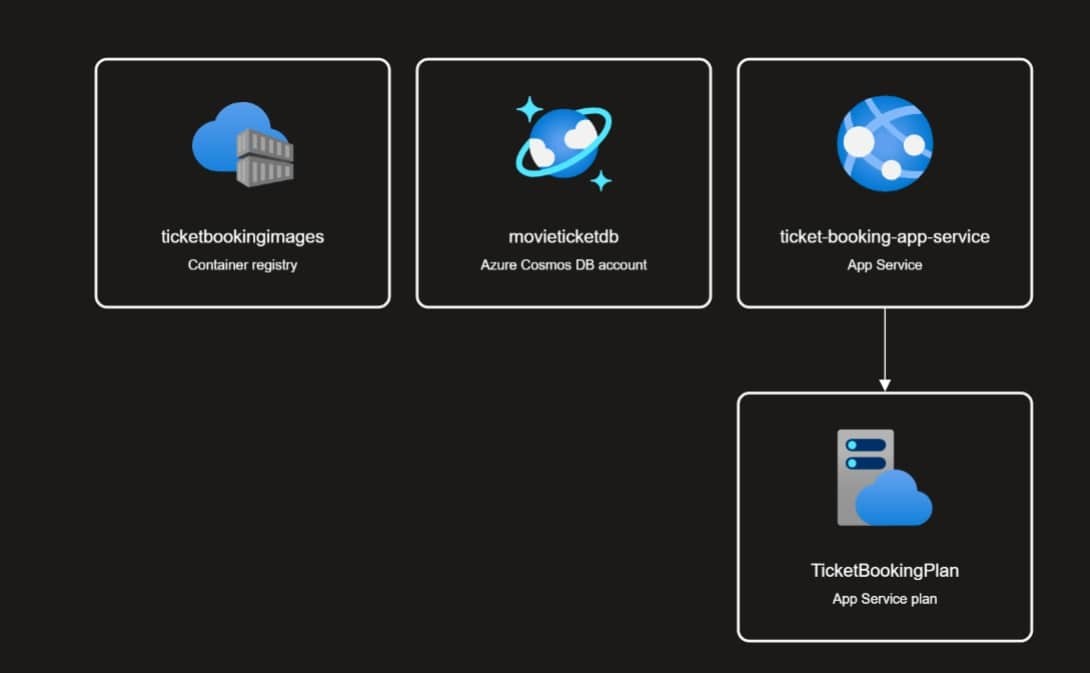 ticketbookingimages
Container registry
movieticketdb
Azure Cosmos DB account
ticket-booking-app-service
App Service
TicketBookingPlan
App Service plan